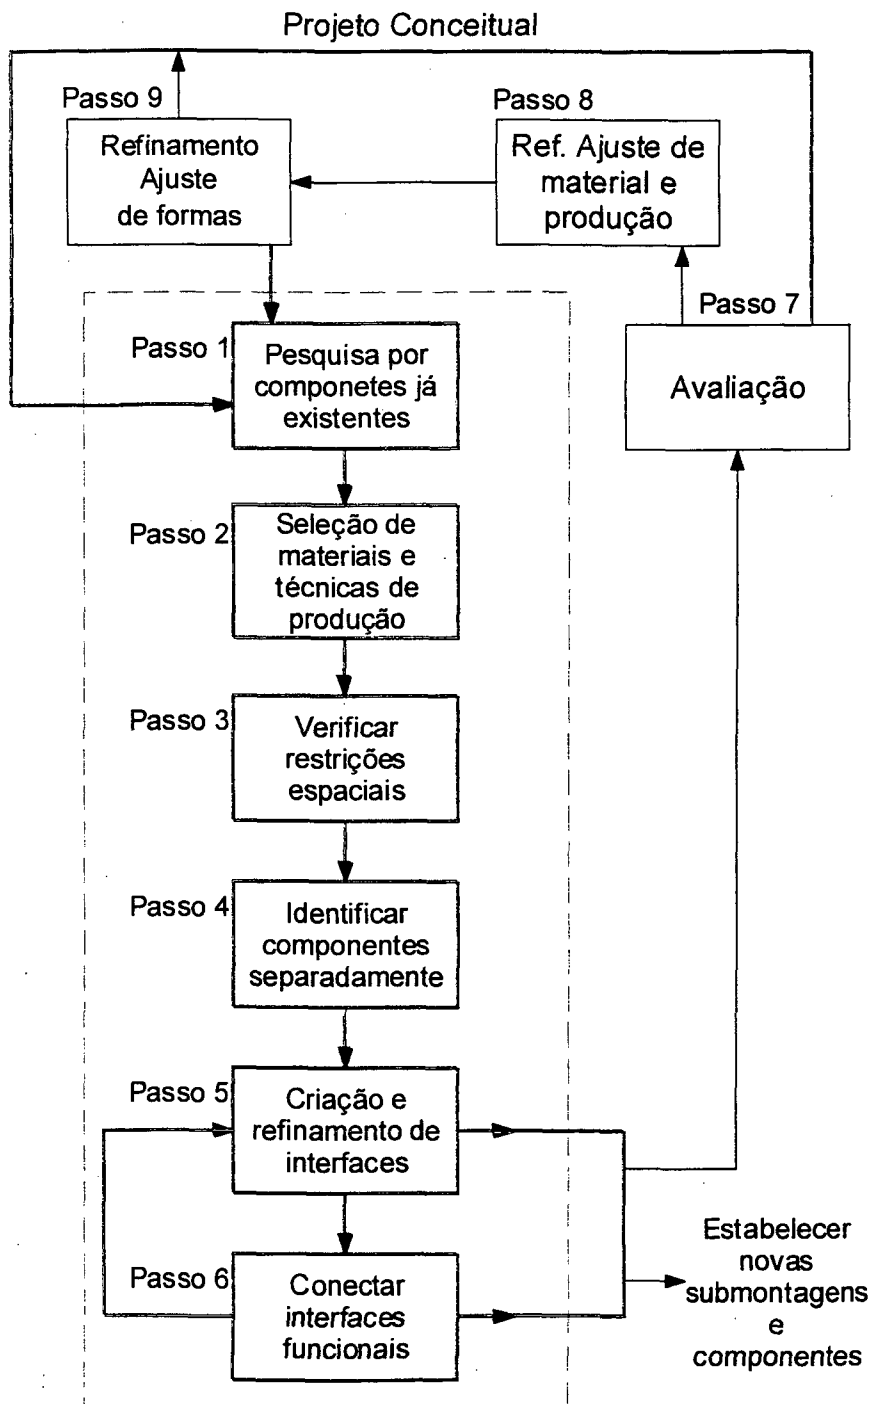 Projeto Conceitual
Passo 9
Refinamento
Ajuste
de formas
Passo 8
Ref. Ajuste de
material e
produção
Passo 7
Avaliação
Passo 1
Pesquisa por
componetes já
existentes
Passo 2
Seleção de
materiais e
técnicas de
produção
Passo 3
Verificar
restrições
espaciais
Passo 4
Identificar
componentes
separadamente
Passo 5
Criação e
refinamento de
interfaces
Passo 6
Conectar
interfaces
funcionais
Estabelecer
novas
submontagens
e
componentes